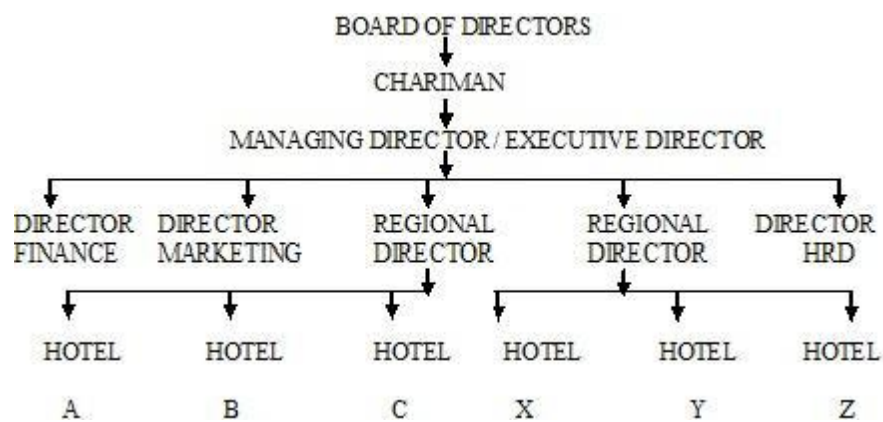 BOARD OF DIRECTORS
CHARIMAN
MANAGING DIRECTOR / EXECUTIVE DIRECTOR
DIRECTOR FINANCE
DIRECTOR MARKETING
REGIONAL DIRECTOR
REGIONAL DIRECTOR
DIRECTOR HRD
HOTEL HOTEL HOTEL HOTEL HOTEL HOTEL
A B C X Y Z